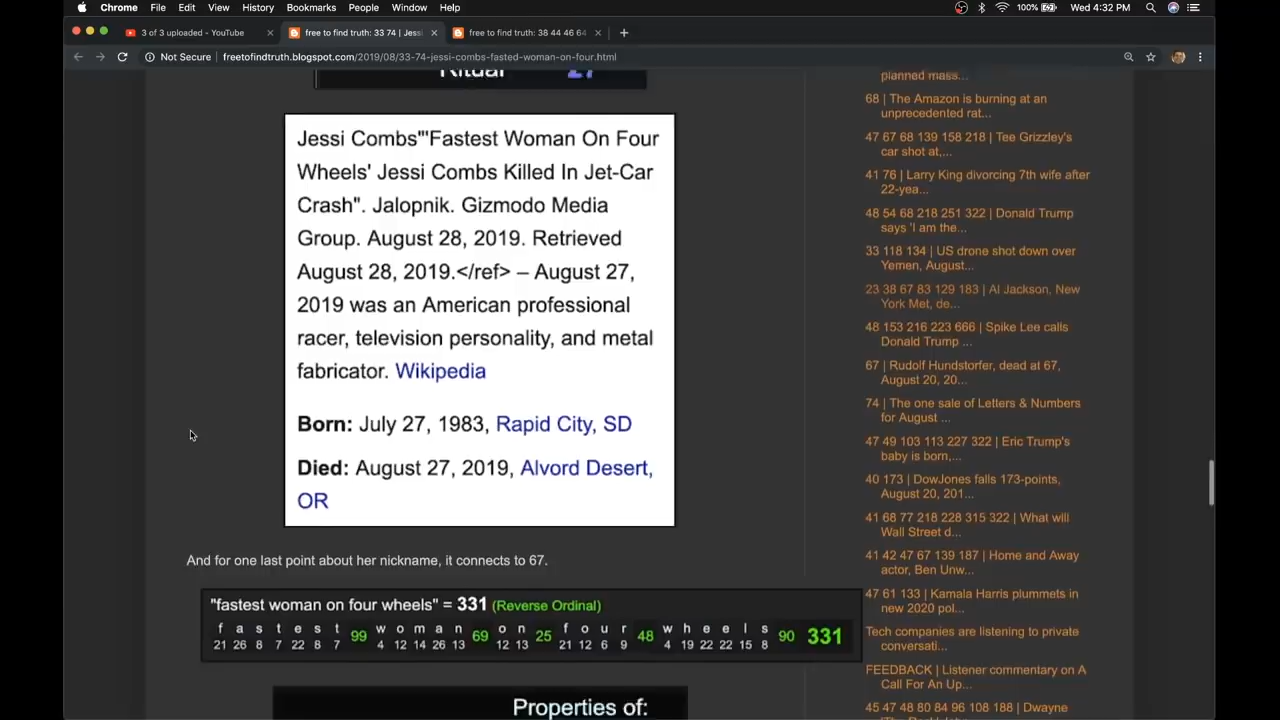 Chrome File Edit View History Bookmarks People Window Help 100% Wed 4:32 PM
3 of 3 uploaded - YouTube
free to find truth: 33 74 | Jessi
free to find truth: 38 44 46 64
Not Secure | freetofindtruth.blogspot.com/2019/08/33-74-jessi-combs-fasted-woman-on-four.html
Ritual 27
Jessi Combs"'Fastest Woman On Four
Wheels' Jessi Combs Killed In Jet-Car
Crash". Jalopnik. Gizmodo Media
Group. August 28, 2019. Retrieved
August 28, 2019.</ref> – August 27,
2019 was an American professional
racer, television personality, and metal
fabricator. Wikipedia
Born: July 27, 1983, Rapid City, SD
Died: August 27, 2019, Alvord Desert,
OR
And for one last point about her nickname, it connects to 67.
"fastest woman on four wheels" = 331 (Reverse Ordinal)
f a s t e s t 99 w o m a n 69 o n 25 f o u r 48 w h e e l s 90 331
21 26 8 7 22 8 7 4 12 14 26 13 12 13 21 12 6 9 4 19 22 22 15 8
Properties of:
planned mass...
68 | The Amazon is burning at an
unprecedented rat...
47 67 68 139 158 218 | Tee Grizzley's
car shot at,...
41 76 | Larry King divorcing 7th wife after
22-yea...
48 54 68 218 251 322 | Donald Trump
says 'I am the...
33 118 134 | US drone shot down over
Yemen, August...
23 38 67 83 129 183 | Al Jackson, New
York Met, de...
48 153 216 223 666 | Spike Lee calls
Donald Trump ...
67 | Rudolf Hundstorfer, dead at 67,
August 20, 20...
74 | The one sale of Letters & Numbers
for August ...
47 49 103 113 227 322 | Eric Trump's
baby is born,...
40 173 | DowJones falls 173-points,
August 20, 201...
41 68 77 218 228 315 322 | What will
Wall Street d...
41 42 47 67 139 187 | Home and Away
actor, Ben Unw...
47 61 133 | Kamala Harris plummets in
new 2020 pol...
Tech companies are listening to private
conversati...
FEEDBACK | Listener commentary on A
Call For An Up...
45 47 48 80 84 96 108 188 | Dwayne